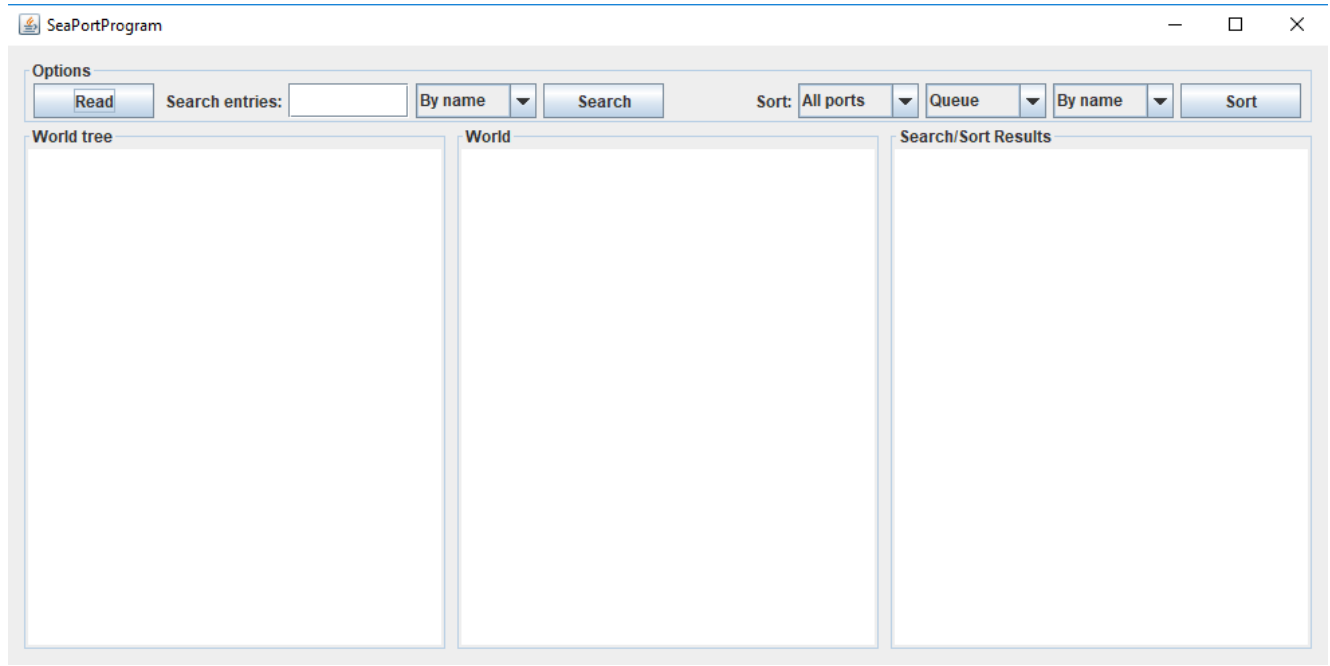 SeaPortProgram
Options
Read Search entries: By name Search Sort: All ports Queue By name Sort
World tree World Search/Sort Results